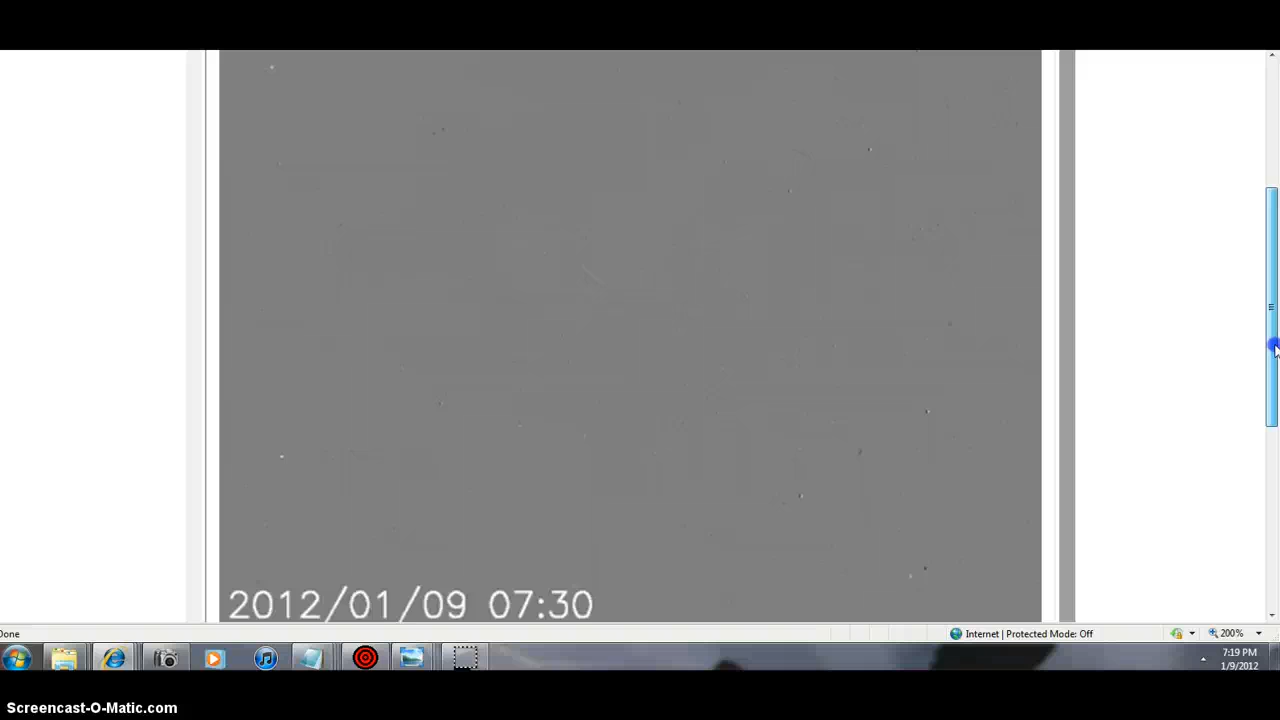 2012/01/09 07:30
Done
Internet | Protected Mode: Off
200%
7:19 PM
1/9/2012
Screencast-O-Matic.com